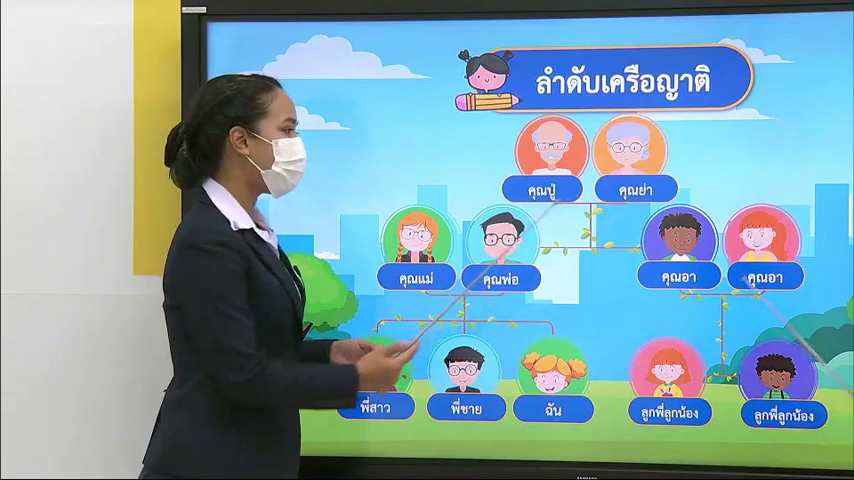 ลำดับเครือญาติ
คุณปู่ คุณย่า
คุณแม่ คุณพ่อ คุณอา คุณอา
พี่สาว พี่ชาย ฉัน ลูกพี่ลูกน้อง ลูกพี่ลูกน้อง